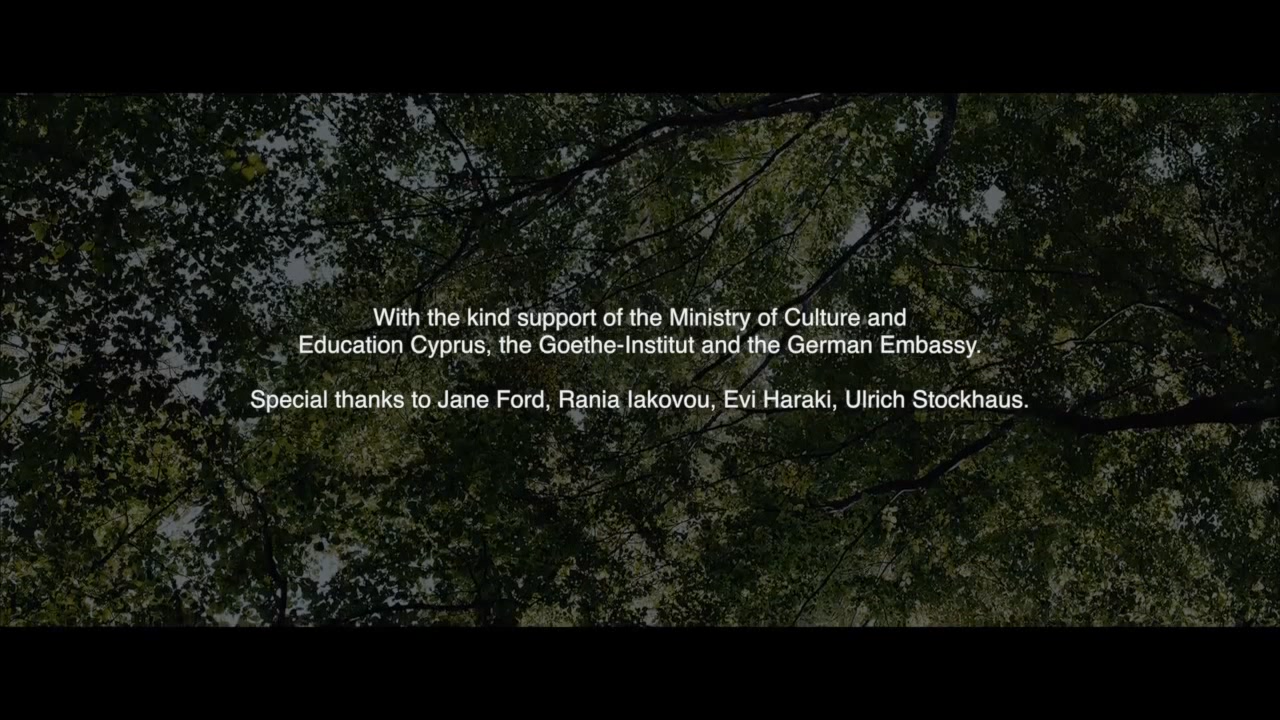 With the kind support of the Ministry of Culture and
Education Cyprus, the Goethe-Institut and the German Embassy.
Special thanks to Jane Ford, Rania Iakovou, Evi Haraki, Ulrich Stockhaus.